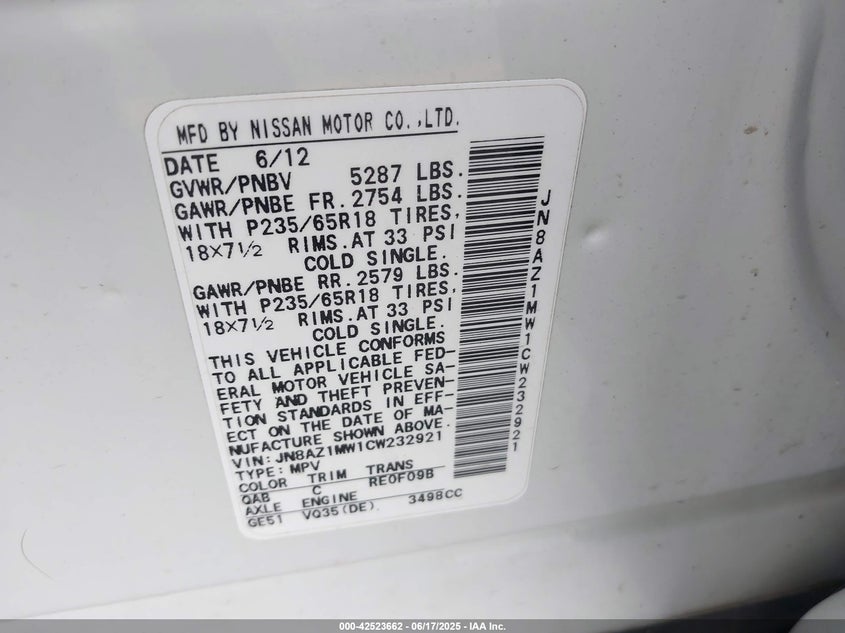 MFD BY NISSAN MOTOR CO.,LTD.
DATE 6/12
GVWR/PNBV 5287 LBS.
GAWR/PNBE FR. 2754 LBS.
WITH P235/65R18 TIRES,
18×7½ RIMS.AT 33 PSI
COLD SINGLE.
GAWR/PNBE RR. 2579 LBS.
WITH P235/65R18 TIRES,
18×7½ RIMS.AT 33 PSI
COLD SINGLE.
THIS VEHICLE CONFORMS
TO ALL APPLICABLE FED-
ERAL MOTOR VEHICLE SA-
FETY AND THEFT PREVEN-
TION STANDARDS IN EFF-
ECT ON THE DATE OF MA-
NUFACTURE SHOWN ABOVE.
VIN: JN8AZ1MW1CW232921
TYPE: MPV
COLOR TRIM TRANS
QAB C RE0F09B
AXLE ENGINE
GE51 VQ35(DE). 3498CC
JN8AZ1MW1CW232921
000-42523662 - 06/17/2025 - IAA Inc.